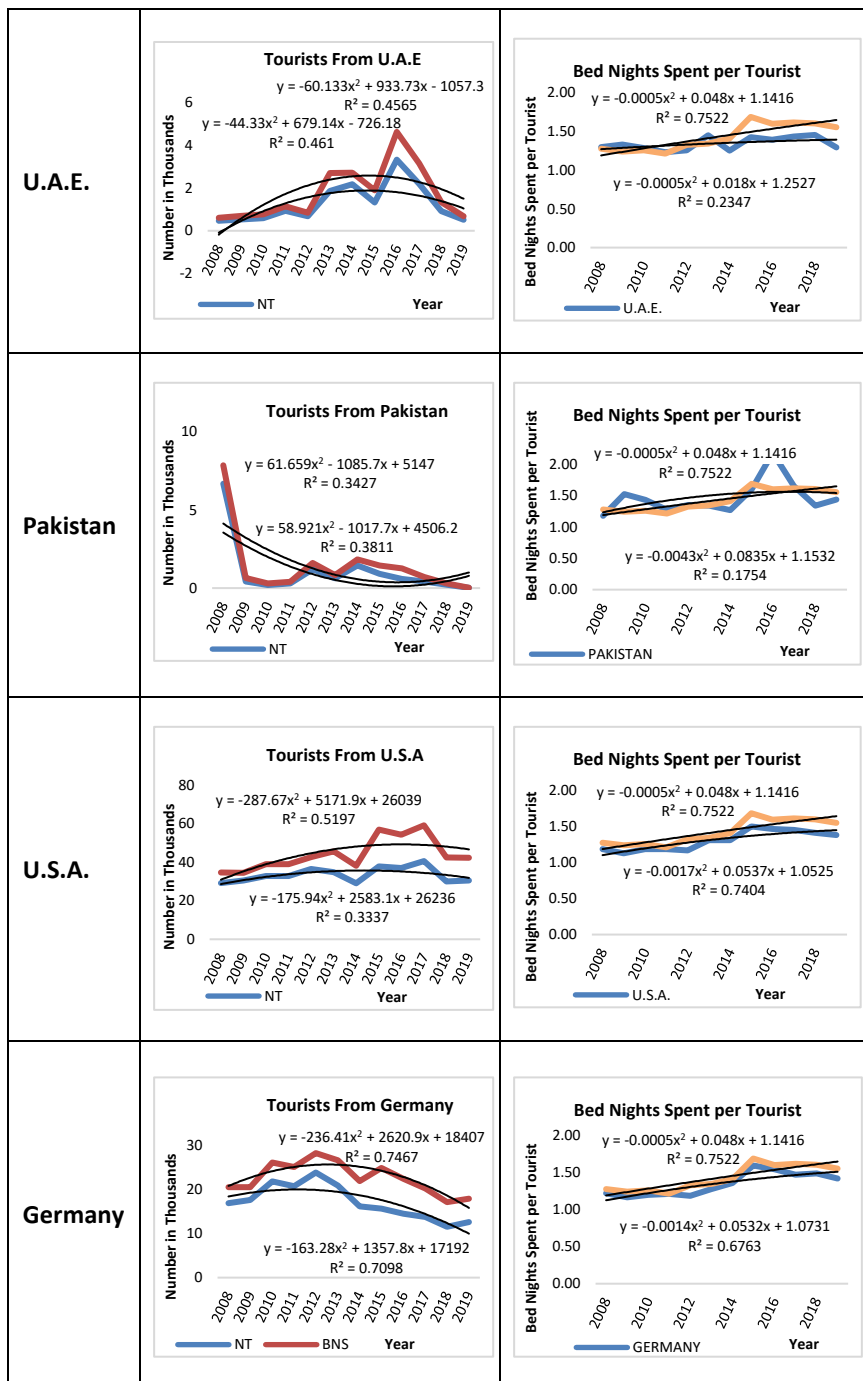 U.A.E.
Tourists From U.A.E
y = -60.133x² + 933.73x - 1057.3
R² = 0.4565
y = -44.33x² + 679.14x - 726.18
R² = 0.461
Number in Thousands
6
4
2
0
-2
2008
2009
2010
2011
2012
2013
2014
2015
2016
2017
2018
2019
NT
Year
Bed Nights Spent per Tourist
y = -0.0005x² + 0.048x + 1.1416
R² = 0.7522
y = -0.0005x² + 0.018x + 1.2527
R² = 0.2347
Bed Nights Spent per Tourist
2.00
1.50
1.00
0.50
0.00
2008
2010
2012
2014
2016
2018
U.A.E.
Year
Pakistan
Tourists From Pakistan
y = 61.659x² - 1085.7x + 5147
R² = 0.3427
y = 58.921x² - 1017.7x + 4506.2
R² = 0.3811
Number in Thousands
10
5
0
2008
2009
2010
2011
2012
2013
2014
2015
2016
2017
2018
2019
NT
Year
Bed Nights Spent per Tourist
y = -0.0005x² + 0.048x + 1.1416
R² = 0.7522
y = -0.0043x² + 0.0835x + 1.1532
R² = 0.1754
Bed Nights Spent per Tourist
2.00
1.50
1.00
0.50
0.00
2008
2010
2012
2014
2016
2018
PAKISTAN
Year
U.S.A.
Tourists From U.S.A
y = -287.67x² + 5171.9x + 26039
R² = 0.5197
y = -175.94x² + 2583.1x + 26236
R² = 0.3337
Number in Thousands
80
60
40
20
0
2008
2009
2010
2011
2012
2013
2014
2015
2016
2017
2018
2019
NT
Year
Bed Nights Spent per Tourist
y = -0.0005x² + 0.048x + 1.1416
R² = 0.7522
y = -0.0017x² + 0.0537x + 1.0525
R² = 0.7404
Bed Nights Spent per Tourist
2.00
1.50
1.00
0.50
0.00
2008
2010
2012
2014
2016
2018
U.S.A.
Year
Germany
Tourists From Germany
y = -236.41x² + 2620.9x + 18407
R² = 0.7467
y = -163.28x² + 1357.8x + 17192
R² = 0.7098
Number in Thousands
30
20
10
0
2008
2009
2010
2011
2012
2013
2014
2015
2016
2017
2018
2019
NT
BNS
Year
Bed Nights Spent per Tourist
y = -0.0005x² + 0.048x + 1.1416
R² = 0.7522
y = -0.0014x² + 0.0532x + 1.0731
R² = 0.6763
Bed Nights Spent per Tourist
2.00
1.50
1.00
0.50
0.00
2008
2010
2012
2014
2016
2018
GERMANY
Year